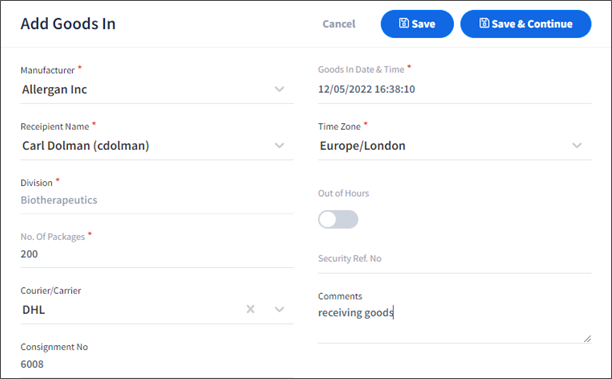 Add Goods In
Cancel
Save
Save & Continue
Manufacturer *
Allergan Inc
Goods In Date & Time *
12/05/2022 16:38:10
Receipient Name *
Carl Dolman (cdolman)
Time Zone *
Europe/London
Division *
Biotherapeutics
Out of Hours
No. Of Packages *
200
Security Ref. No
Courier/Carrier
DHL
Comments
receiving goods
Consignment No
6008